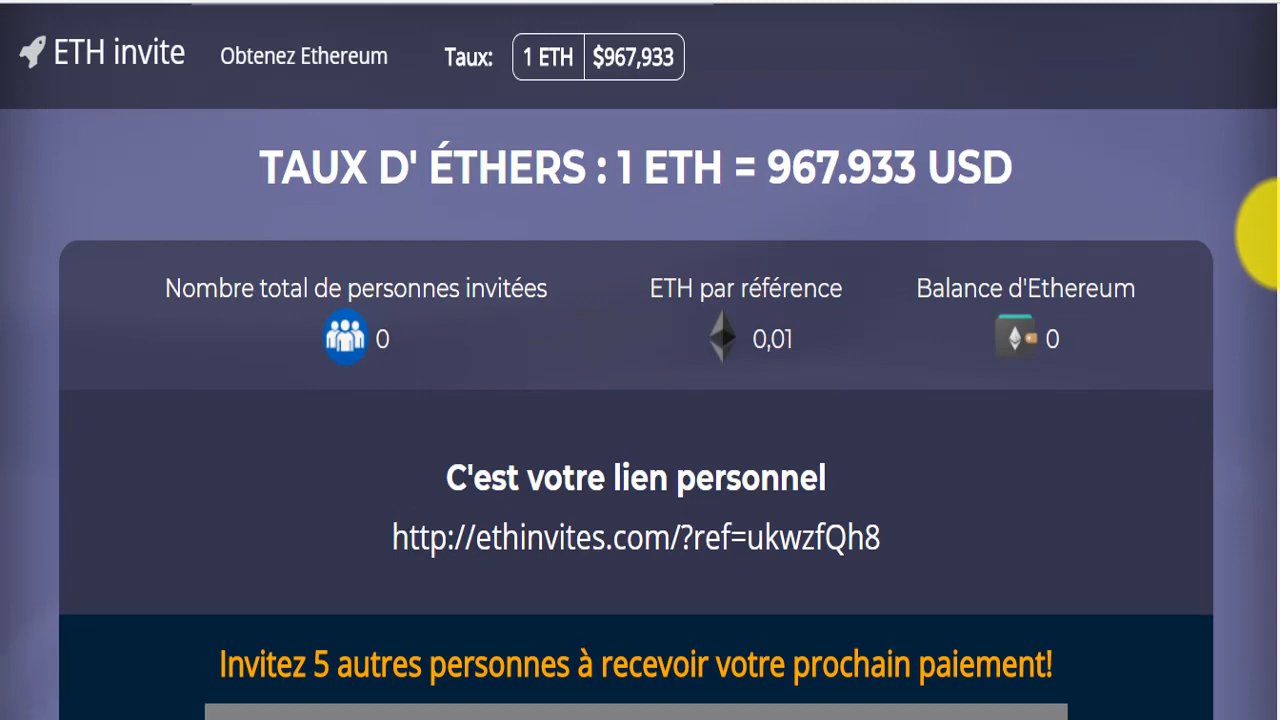 ETH invite Obtenez Ethereum Taux: 1 ETH $967,933
TAUX D' ÉTHERS : 1 ETH = 967.933 USD
Nombre total de personnes invitées ETH par référence Balance d'Ethereum
0 0,01 0
C'est votre lien personnel
http://ethinvites.com/?ref=ukwzfQh8
Invitez 5 autres personnes à recevoir votre prochain paiement!